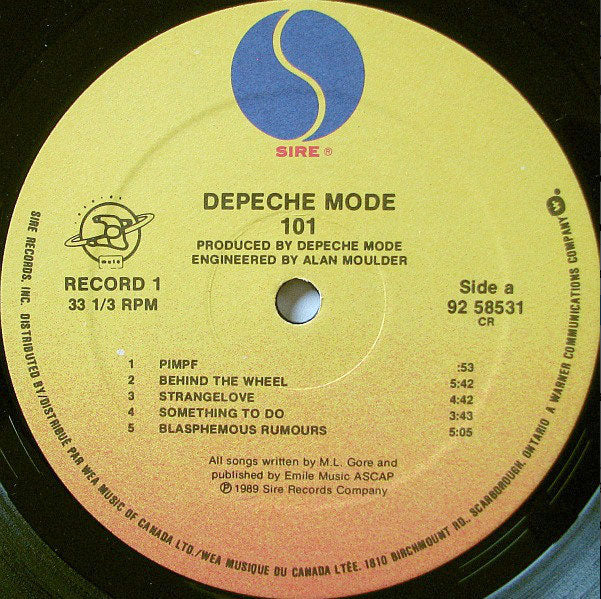 SIRE ®
DEPECHE MODE
101
PRODUCED BY DEPECHE MODE
ENGINEERED BY ALAN MOULDER
mute
RECORD 1
33 1/3 RPM
Side a
92 58531
CR
1 PIMPF :53
2 BEHIND THE WHEEL 5:42
3 STRANGELOVE 4:42
4 SOMETHING TO DO 3:43
5 BLASPHEMOUS RUMOURS 5:05
All songs written by M.L. Gore and
published by Emile Music ASCAP
℗ 1989 Sire Records Company
SIRE RECORDS, INC. DISTRIBUTED BY/DISTRIBUÉ PAR WEA MUSIC OF CANADA LTD./WEA MUSIQUE DU CANADA LTÉE. 1810 BIRCHMOUNT RD. SCARBOROUGH, ONTARIO A WARNER COMMUNICATIONS COMPANY